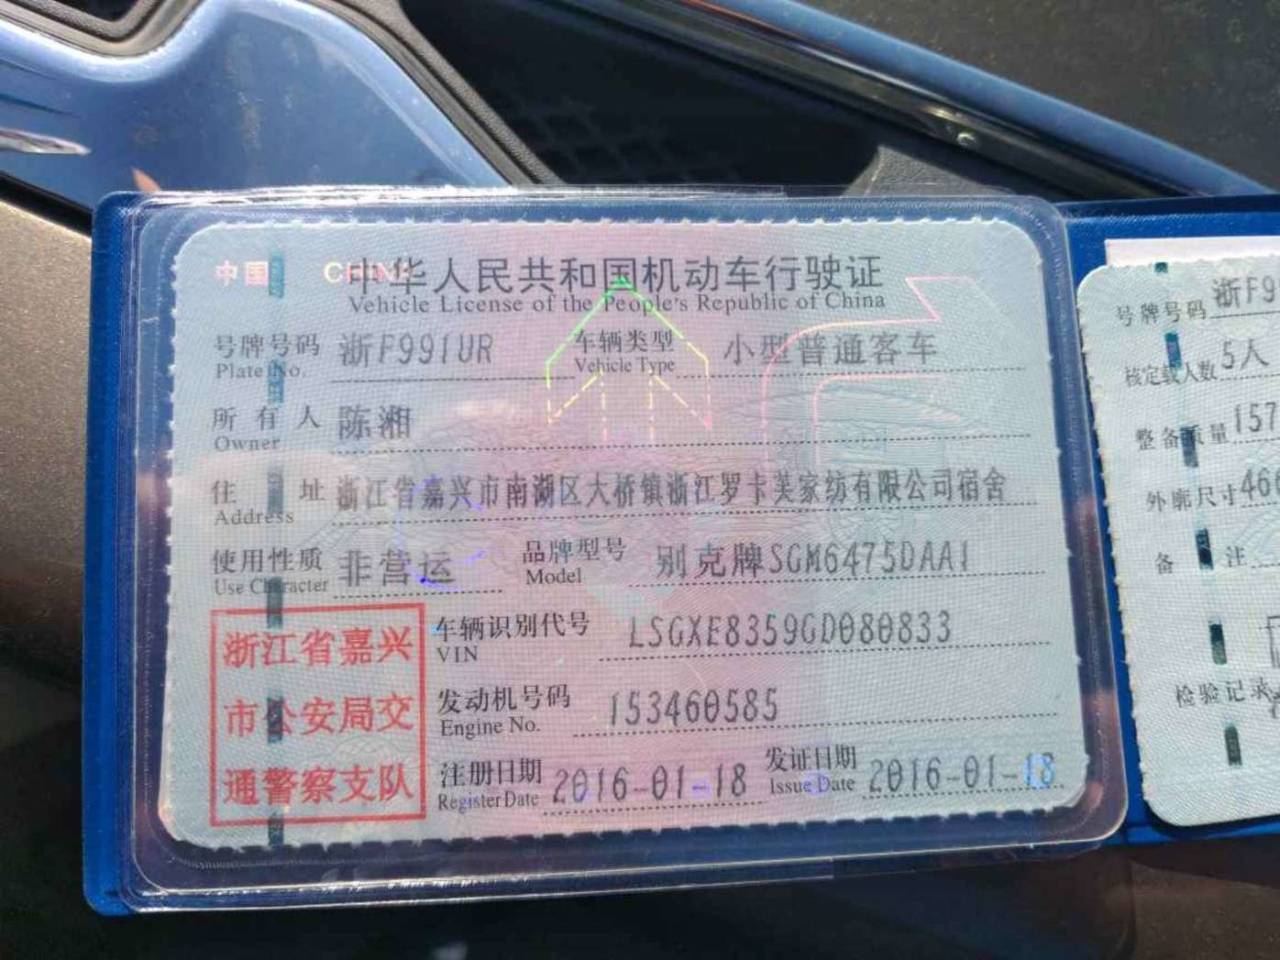 中国 CHINA
中华人民共和国机动车行驶证
Vehicle License of the People's Republic of China
号牌号码 浙F991UR 车辆类型 小型普通客车
Plate No. Vehicle Type
所有人 陈湘
Owner
住址 浙江省嘉兴市南湖区大桥镇浙江罗卡芙家纺有限公司宿舍
Address
使用性质 非营运 品牌型号 别克牌SGM6475DAA1
Use Character Model
浙江省嘉兴
市公安局交
通警察支队
车辆识别代号 LSGXE8359GD080833
VIN
发动机号码 153460585
Engine No.
注册日期 2016-01-18 发证日期 2016-01-18
Register Date Issue Date
号牌号码 浙F9
核定载人数 5人
整备质量 157
外廓尺寸 466
备注
检验记录